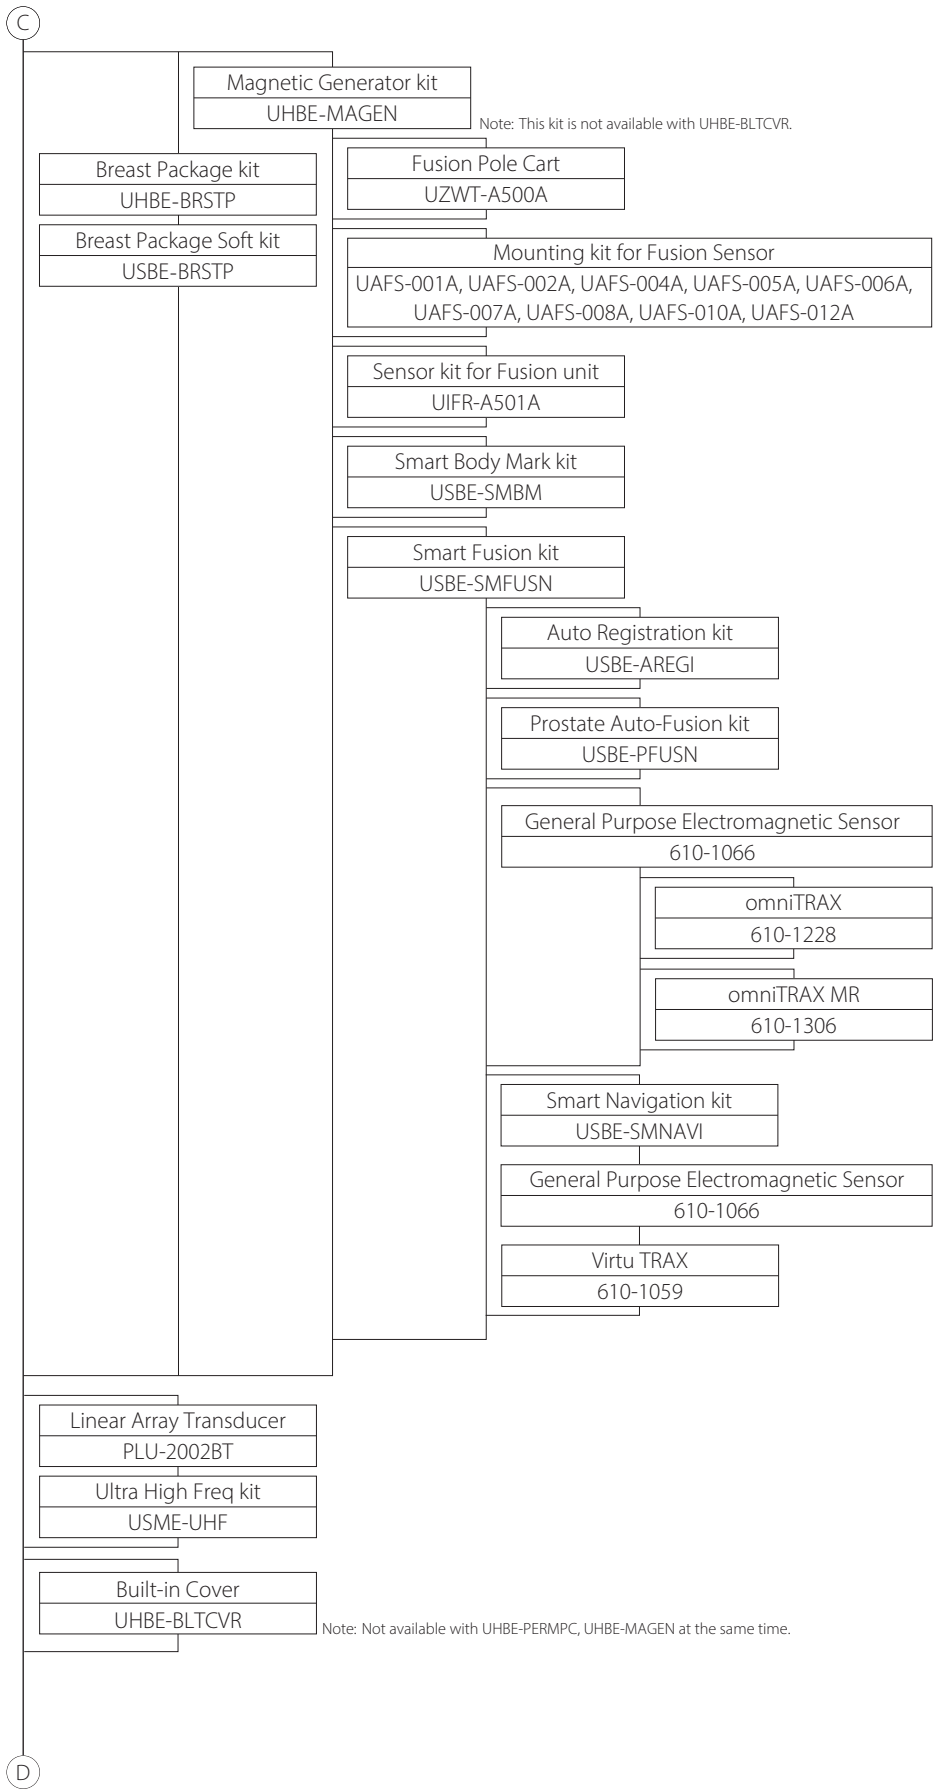 C
Magnetic Generator kit
UHBE-MAGEN
Note: This kit is not available with UHBE-BLTCVR.
Breast Package kit
UHBE-BRSTP
Breast Package Soft kit
USBE-BRSTP
Fusion Pole Cart
UZWT-A500A
Mounting kit for Fusion Sensor
UAFS-001A, UAFS-002A, UAFS-004A, UAFS-005A, UAFS-006A,
UAFS-007A, UAFS-008A, UAFS-010A, UAFS-012A
Sensor kit for Fusion unit
UIFR-A501A
Smart Body Mark kit
USBE-SMBM
Smart Fusion kit
USBE-SMFUSN
Auto Registration kit
USBE-AREGI
Prostate Auto-Fusion kit
USBE-PFUSN
General Purpose Electromagnetic Sensor
610-1066
omniTRAX
610-1228
omniTRAX MR
610-1306
Smart Navigation kit
USBE-SMNAVI
General Purpose Electromagnetic Sensor
610-1066
Virtu TRAX
610-1059
Linear Array Transducer
PLU-2002BT
Ultra High Freq kit
USME-UHF
Built-in Cover
UHBE-BLTCVR
Note: Not available with UHBE-PERMPC, UHBE-MAGEN at the same time.
D